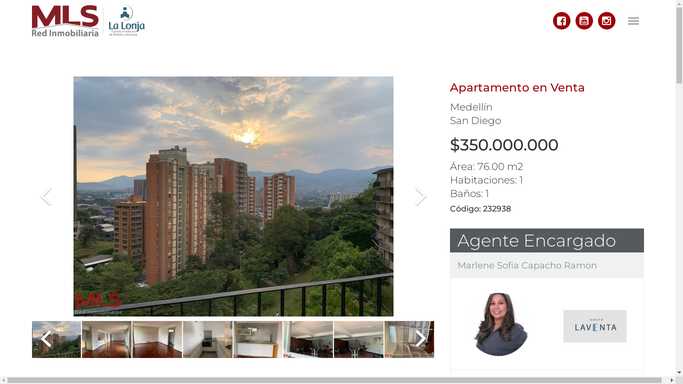 MLS
Red Inmobiliaria
La Lonja
Apartamento en Venta
Medellín
San Diego
$350.000.000
Área: 76.00 m2
Habitaciones: 1
Baños: 1
Código: 232938
Agente Encargado
Marlene Sofia Capacho Ramon
MLS
LAVENTA